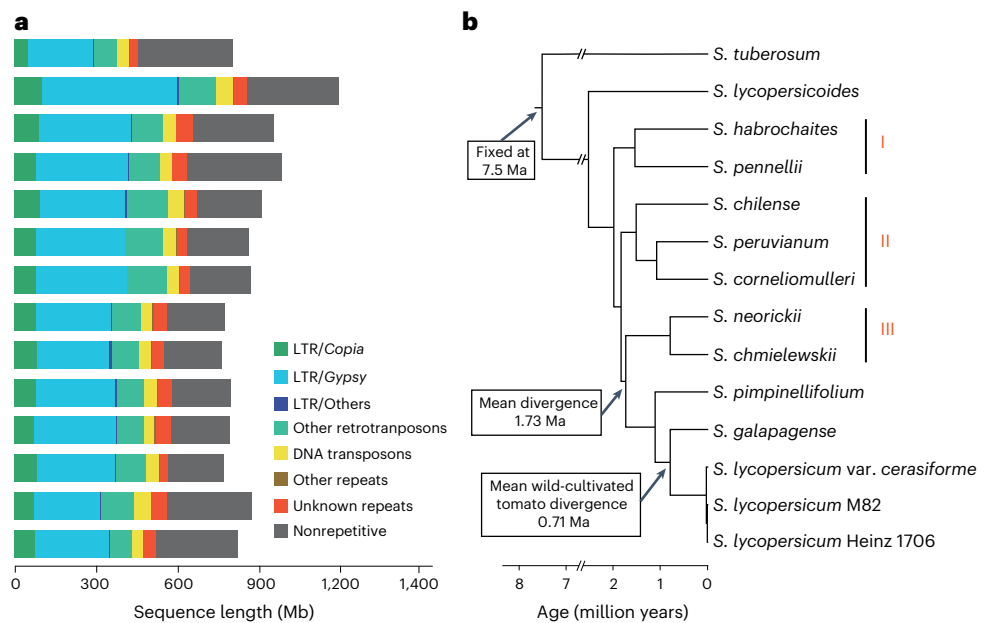 a
LTR/Copia
LTR/Gypsy
LTR/Others
Other retrotranposons
DNA transposons
Other repeats
Unknown repeats
Nonrepetitive
0 300 600 900 1,200 1,400
Sequence length (Mb)
b
S. tuberosum
S. lycopersicoides
S. habrochaites
S. pennellii
S. chilense
S. peruvianum
S. corneliomulleri
S. neorickii
S. chmielewskii
S. pimpinellifolium
S. galapagense
S. lycopersicum var. cerasiforme
S. lycopersicum M82
S. lycopersicum Heinz 1706
I
II
III
Fixed at
7.5 Ma
Mean divergence
1.73 Ma
Mean wild-cultivated
tomato divergence
0.71 Ma
8 7 2 1 0
Age (million years)